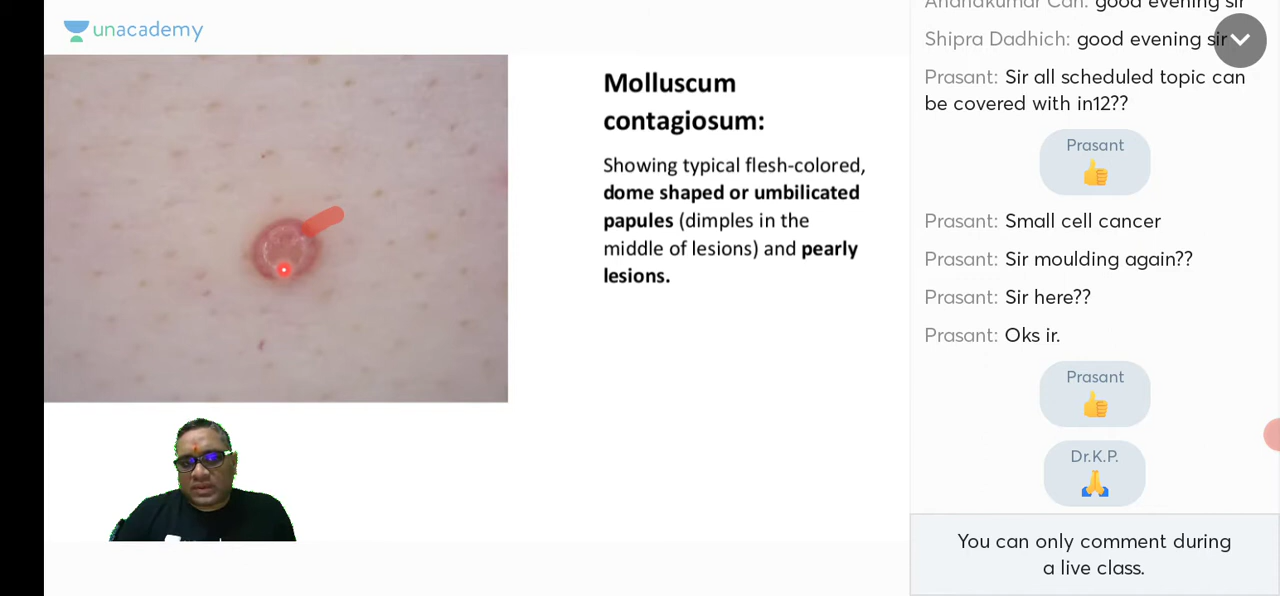 unacademy
Molluscum
contagiosum:
Showing typical flesh-colored,
dome shaped or umbilicated
papules (dimples in the
middle of lesions) and pearly
lesions.
good evening sir
Shipra Dadhich: good evening sir
Prasant: Sir all scheduled topic can
be covered with in12??
Prasant
Prasant: Small cell cancer
Prasant: Sir moulding again??
Prasant: Sir here??
Prasant: Oks ir.
Prasant
Dr.K.P.
You can only comment during
a live class.